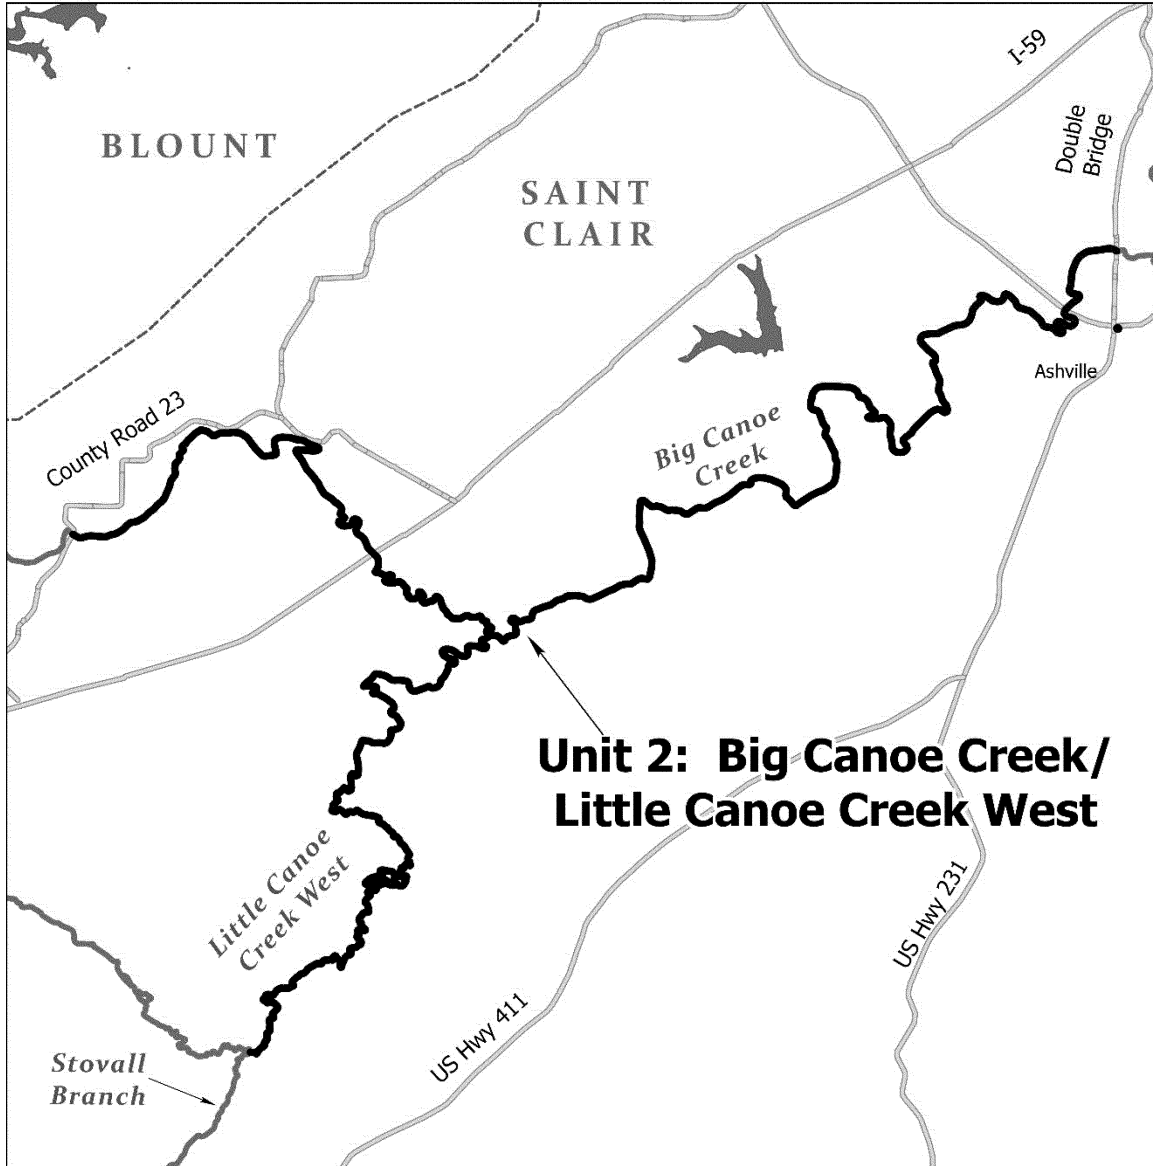 I-59
Double
Bridge
BLOUNT
SAINT
CLAIR
Ashville
County Road 23
Big Canoe
Creek
Unit 2:  Big Canoe Creek/
Little Canoe Creek West
Little Canoe
Creek West
US Hwy 231
US Hwy 411
Stovall
Branch